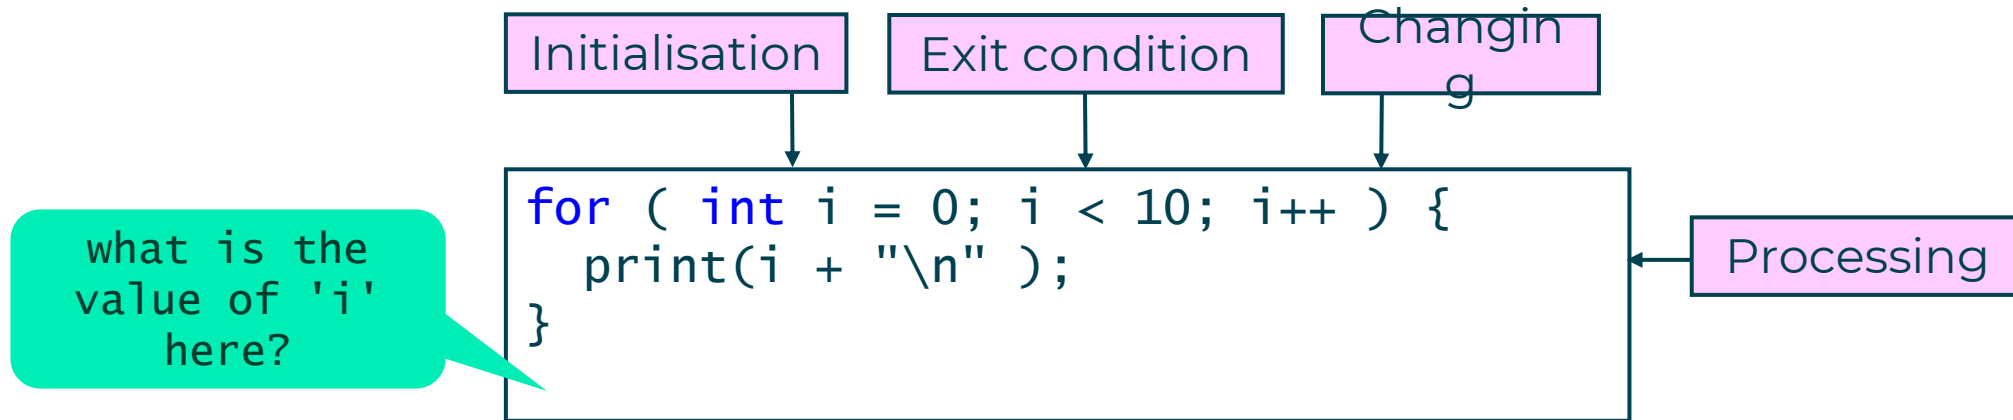 Initialisation
Exit condition
Changin
g
for ( int i = 0; i < 10; i++ ) {
print(i + "\n" );
}
what is the
value of 'i'
here?
Processing